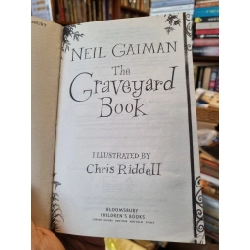 NEIL GAIMAN
The
Graveyard
Book
ILLUSTRATED BY
Chris Riddell
BLOOMSBURY
CHILDREN'S BOOKS